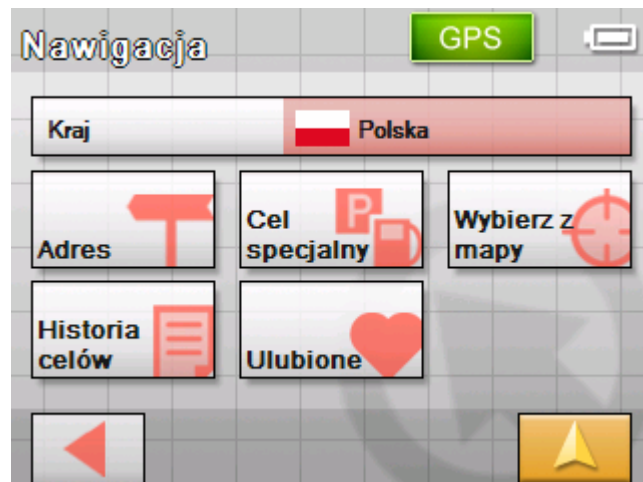 Nawigacja
GPS
Kraj
Polska
Adres
Cel
specjalny
P
Wybierz z
mapy
Historia
celów
Ulubione